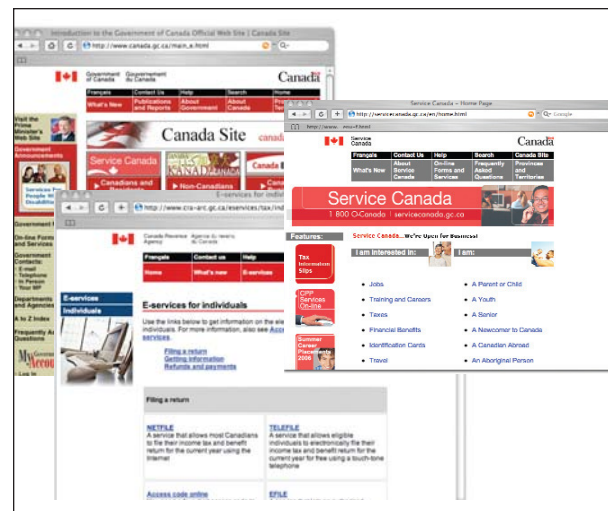 Introduction to the Government of Canada Official Web Site | Canada Site
http://www.canada.gc.ca/main_e.html
Q-
Government of Canada
Gouvernement du Canada
Canada
Français
Contact Us
Help
Search
Home
What's New
Publications and Reports
About Government
About Canada
Visit the
Prime
Minister's
Web Site
Government
Announcements
Canada Site
Service Canada
Canadians and
Non-Canadians
Services
People
Disabilities
Government
On-line Forms
and Services
Government
Contacts:
- E-mail
- Telephone
- In Person
- Your MP
Departments
and Agencies
A to Z Index
Frequently
Questions
- Log in
E-services for
http://www.cra-arc.gc.ca/eservices/tax/
Canada Revenue Agency
Agence du revenu du Canada
Français
Contact us
Help
Home
What's new
E-services
E-services
Individuals
E-services for individuals
Use the links below to get information on the
individuals. For more information, also see
services.
Filing a return
Getting information
Refunds and payments
Filing a return
NETFILE
A service that allows most Canadians
to file their income tax and benefit
return for the current year using the
Internet
TELEFILE
A service that allows eligible
individuals to electronically file their
income tax and benefit return for the
current year for free using a touch-tone
telephone
Access code online
EFILE
Service Canada - Home Page
http://servicecanada.gc.ca/en/home.html
Q- Google
Service
Canada
Canada
Français
Contact Us
Help
Search
Canada Site
What's New
About Service Canada
On-line Forms and Services
Frequently Asked Questions
Provinces and Territories
Service Canada
1 800 O-Canada | servicecanada.gc.ca
Features:
Service Canada...We're Open for Business!
I am interested in:
I am:
Tax
Information
Slips
CPP
Services
On-line
Summer
Career
Placements
2006
• Jobs
• Training and Careers
• Taxes
• Financial Benefits
• Identification Cards
• Travel
• A Parent or Child
• A Youth
• A Senior
• A Newcomer to Canada
• A Canadian Abroad
• An Aboriginal Person